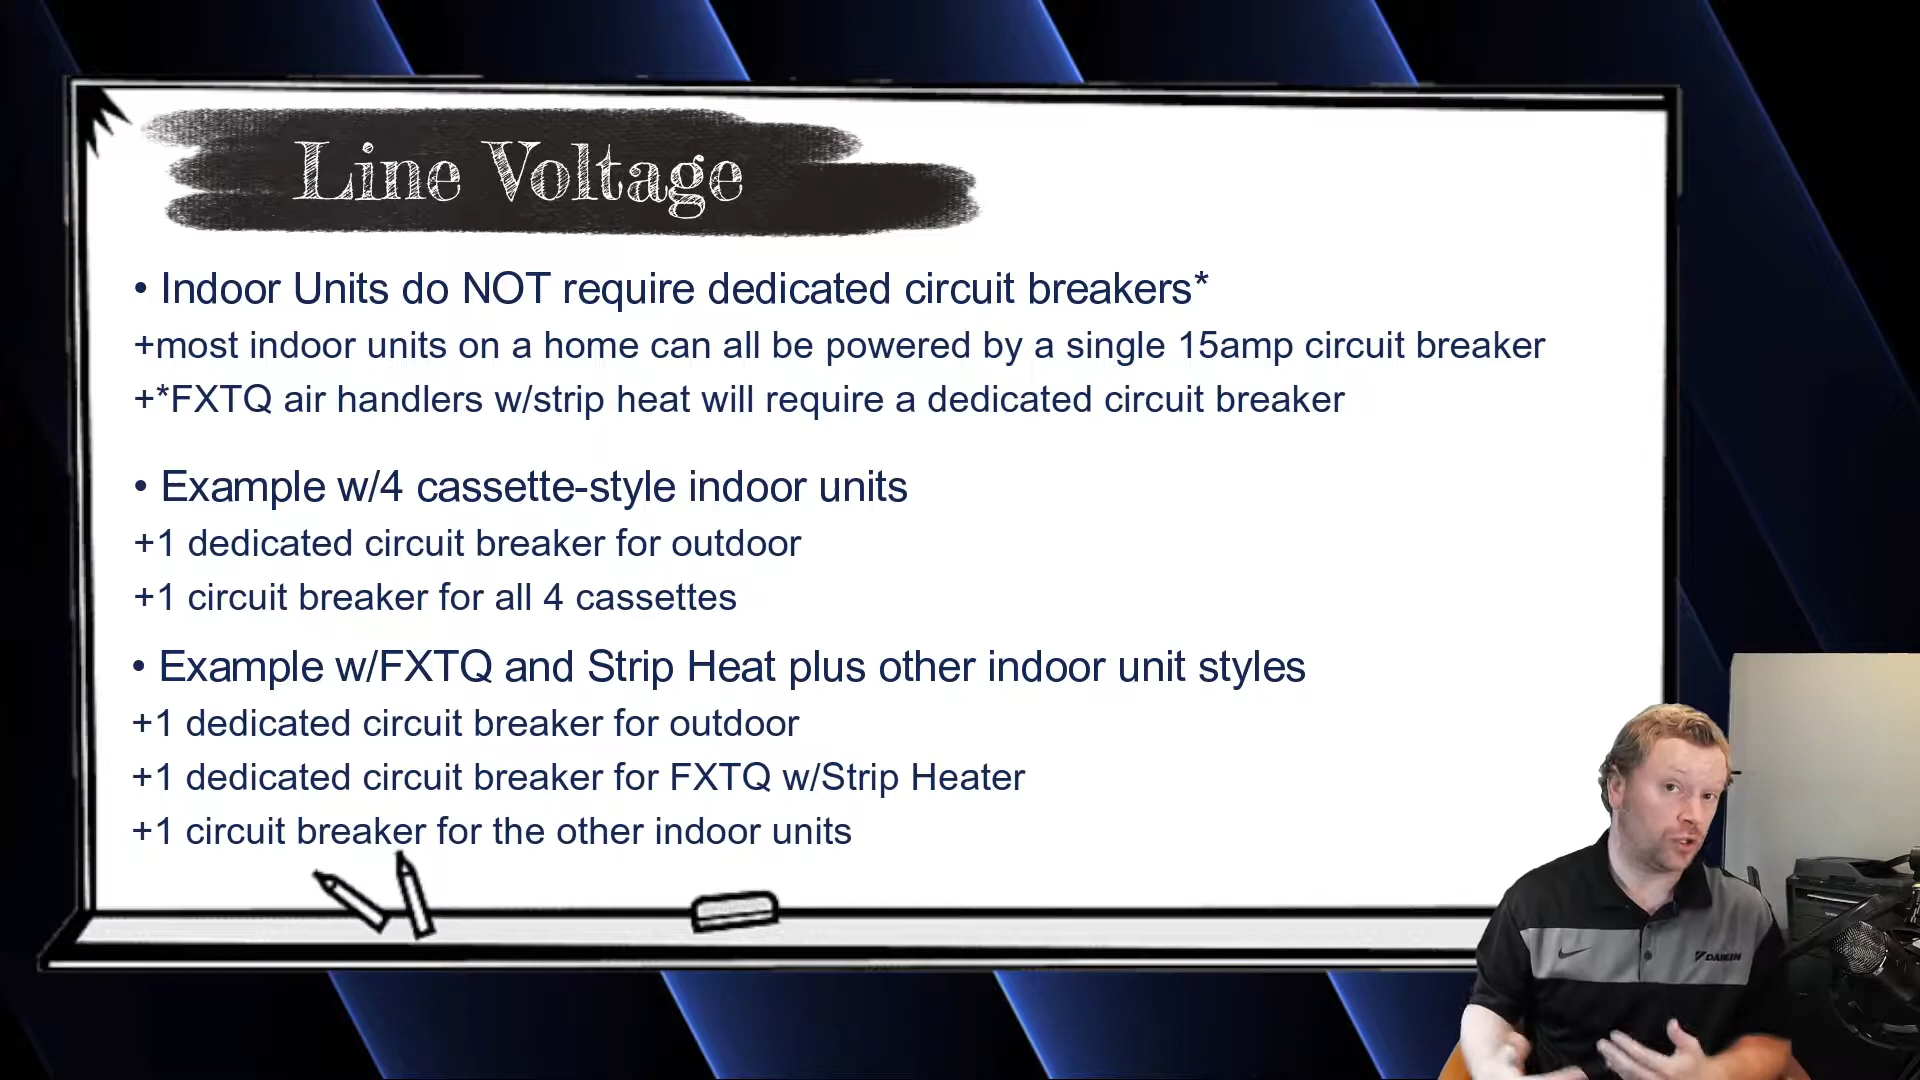 Line Voltage
• Indoor Units do NOT require dedicated circuit breakers*
+most indoor units on a home can all be powered by a single 15amp circuit breaker
+*FXTQ air handlers w/strip heat will require a dedicated circuit breaker
• Example w/4 cassette-style indoor units
+1 dedicated circuit breaker for outdoor
+1 circuit breaker for all 4 cassettes
• Example w/FXTQ and Strip Heat plus other indoor unit styles
+1 dedicated circuit breaker for outdoor
+1 dedicated circuit breaker for FXTQ w/Strip Heater
+1 circuit breaker for the other indoor units
DAIKIN